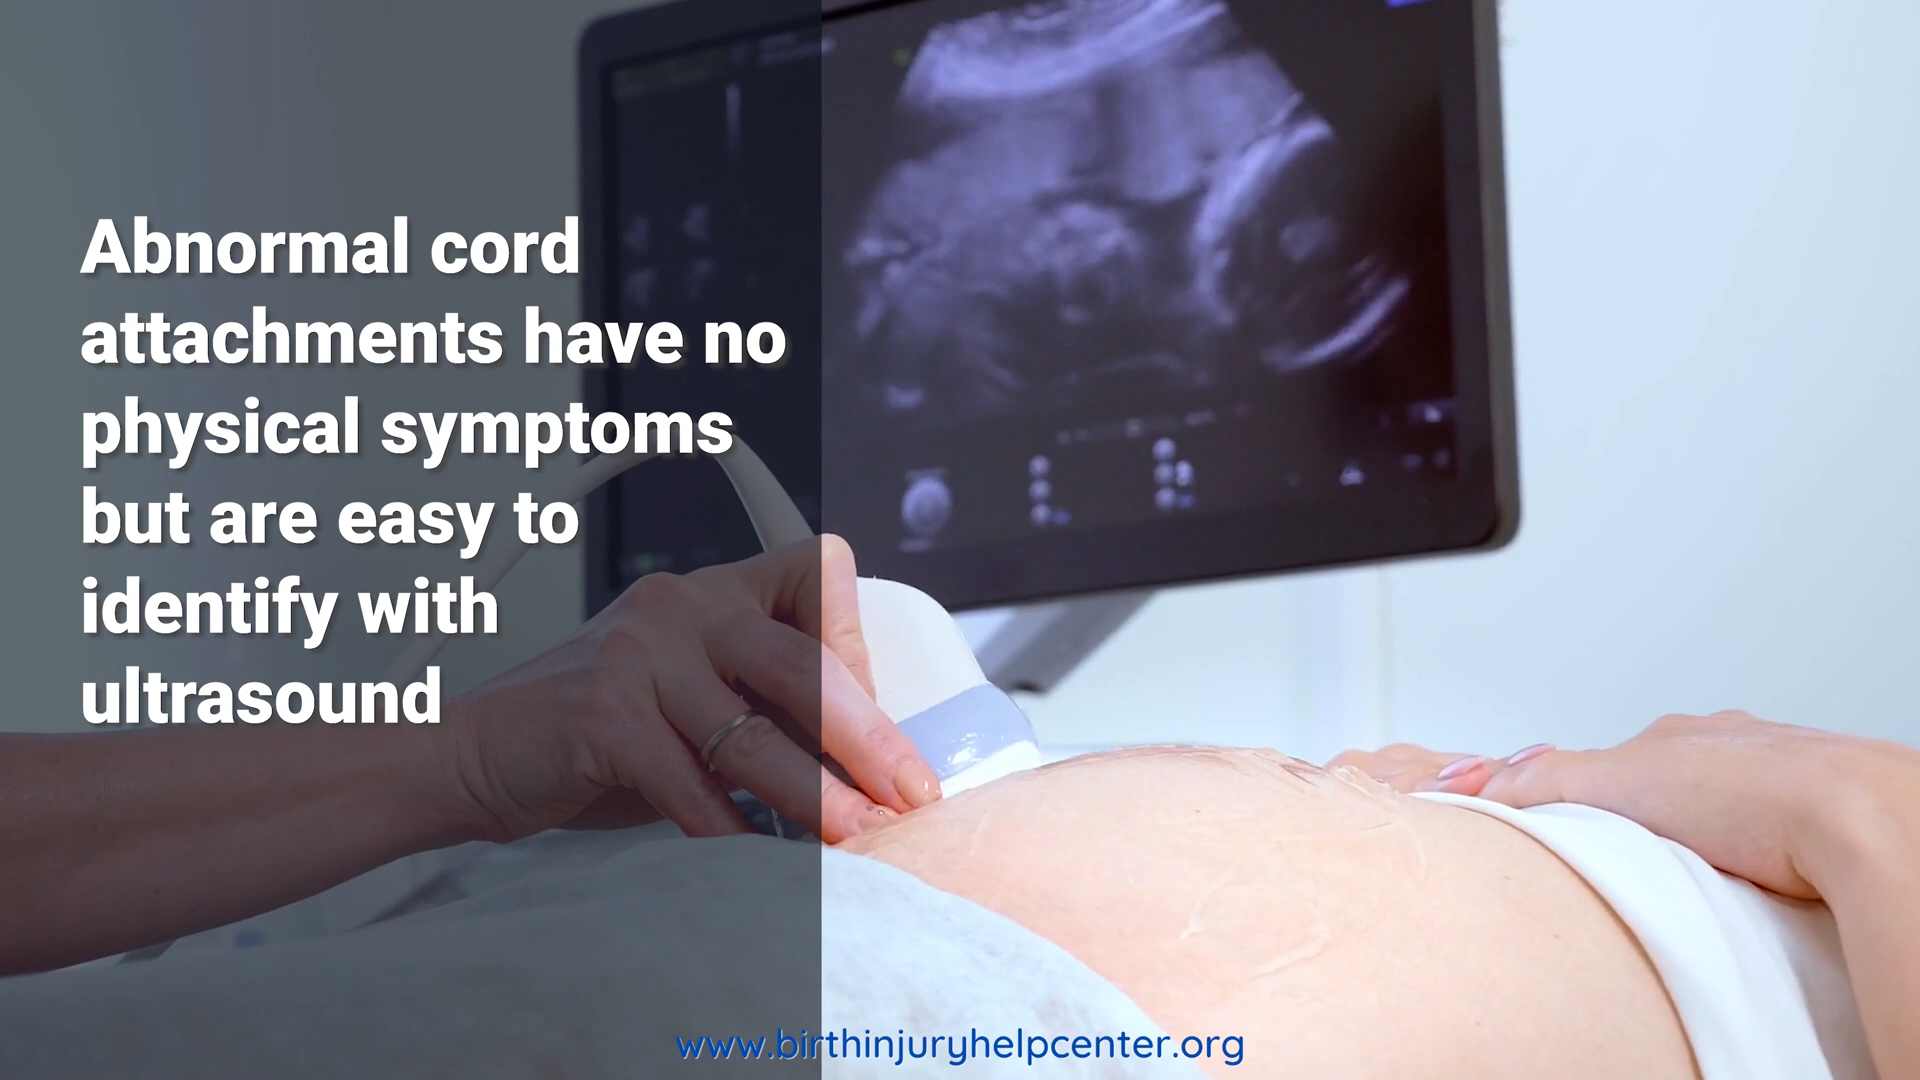 Abnormal cord
attachments have no
physical symptoms
but are easy to
identify with
ultrasound
www.birthinjuryhelpcenter.org